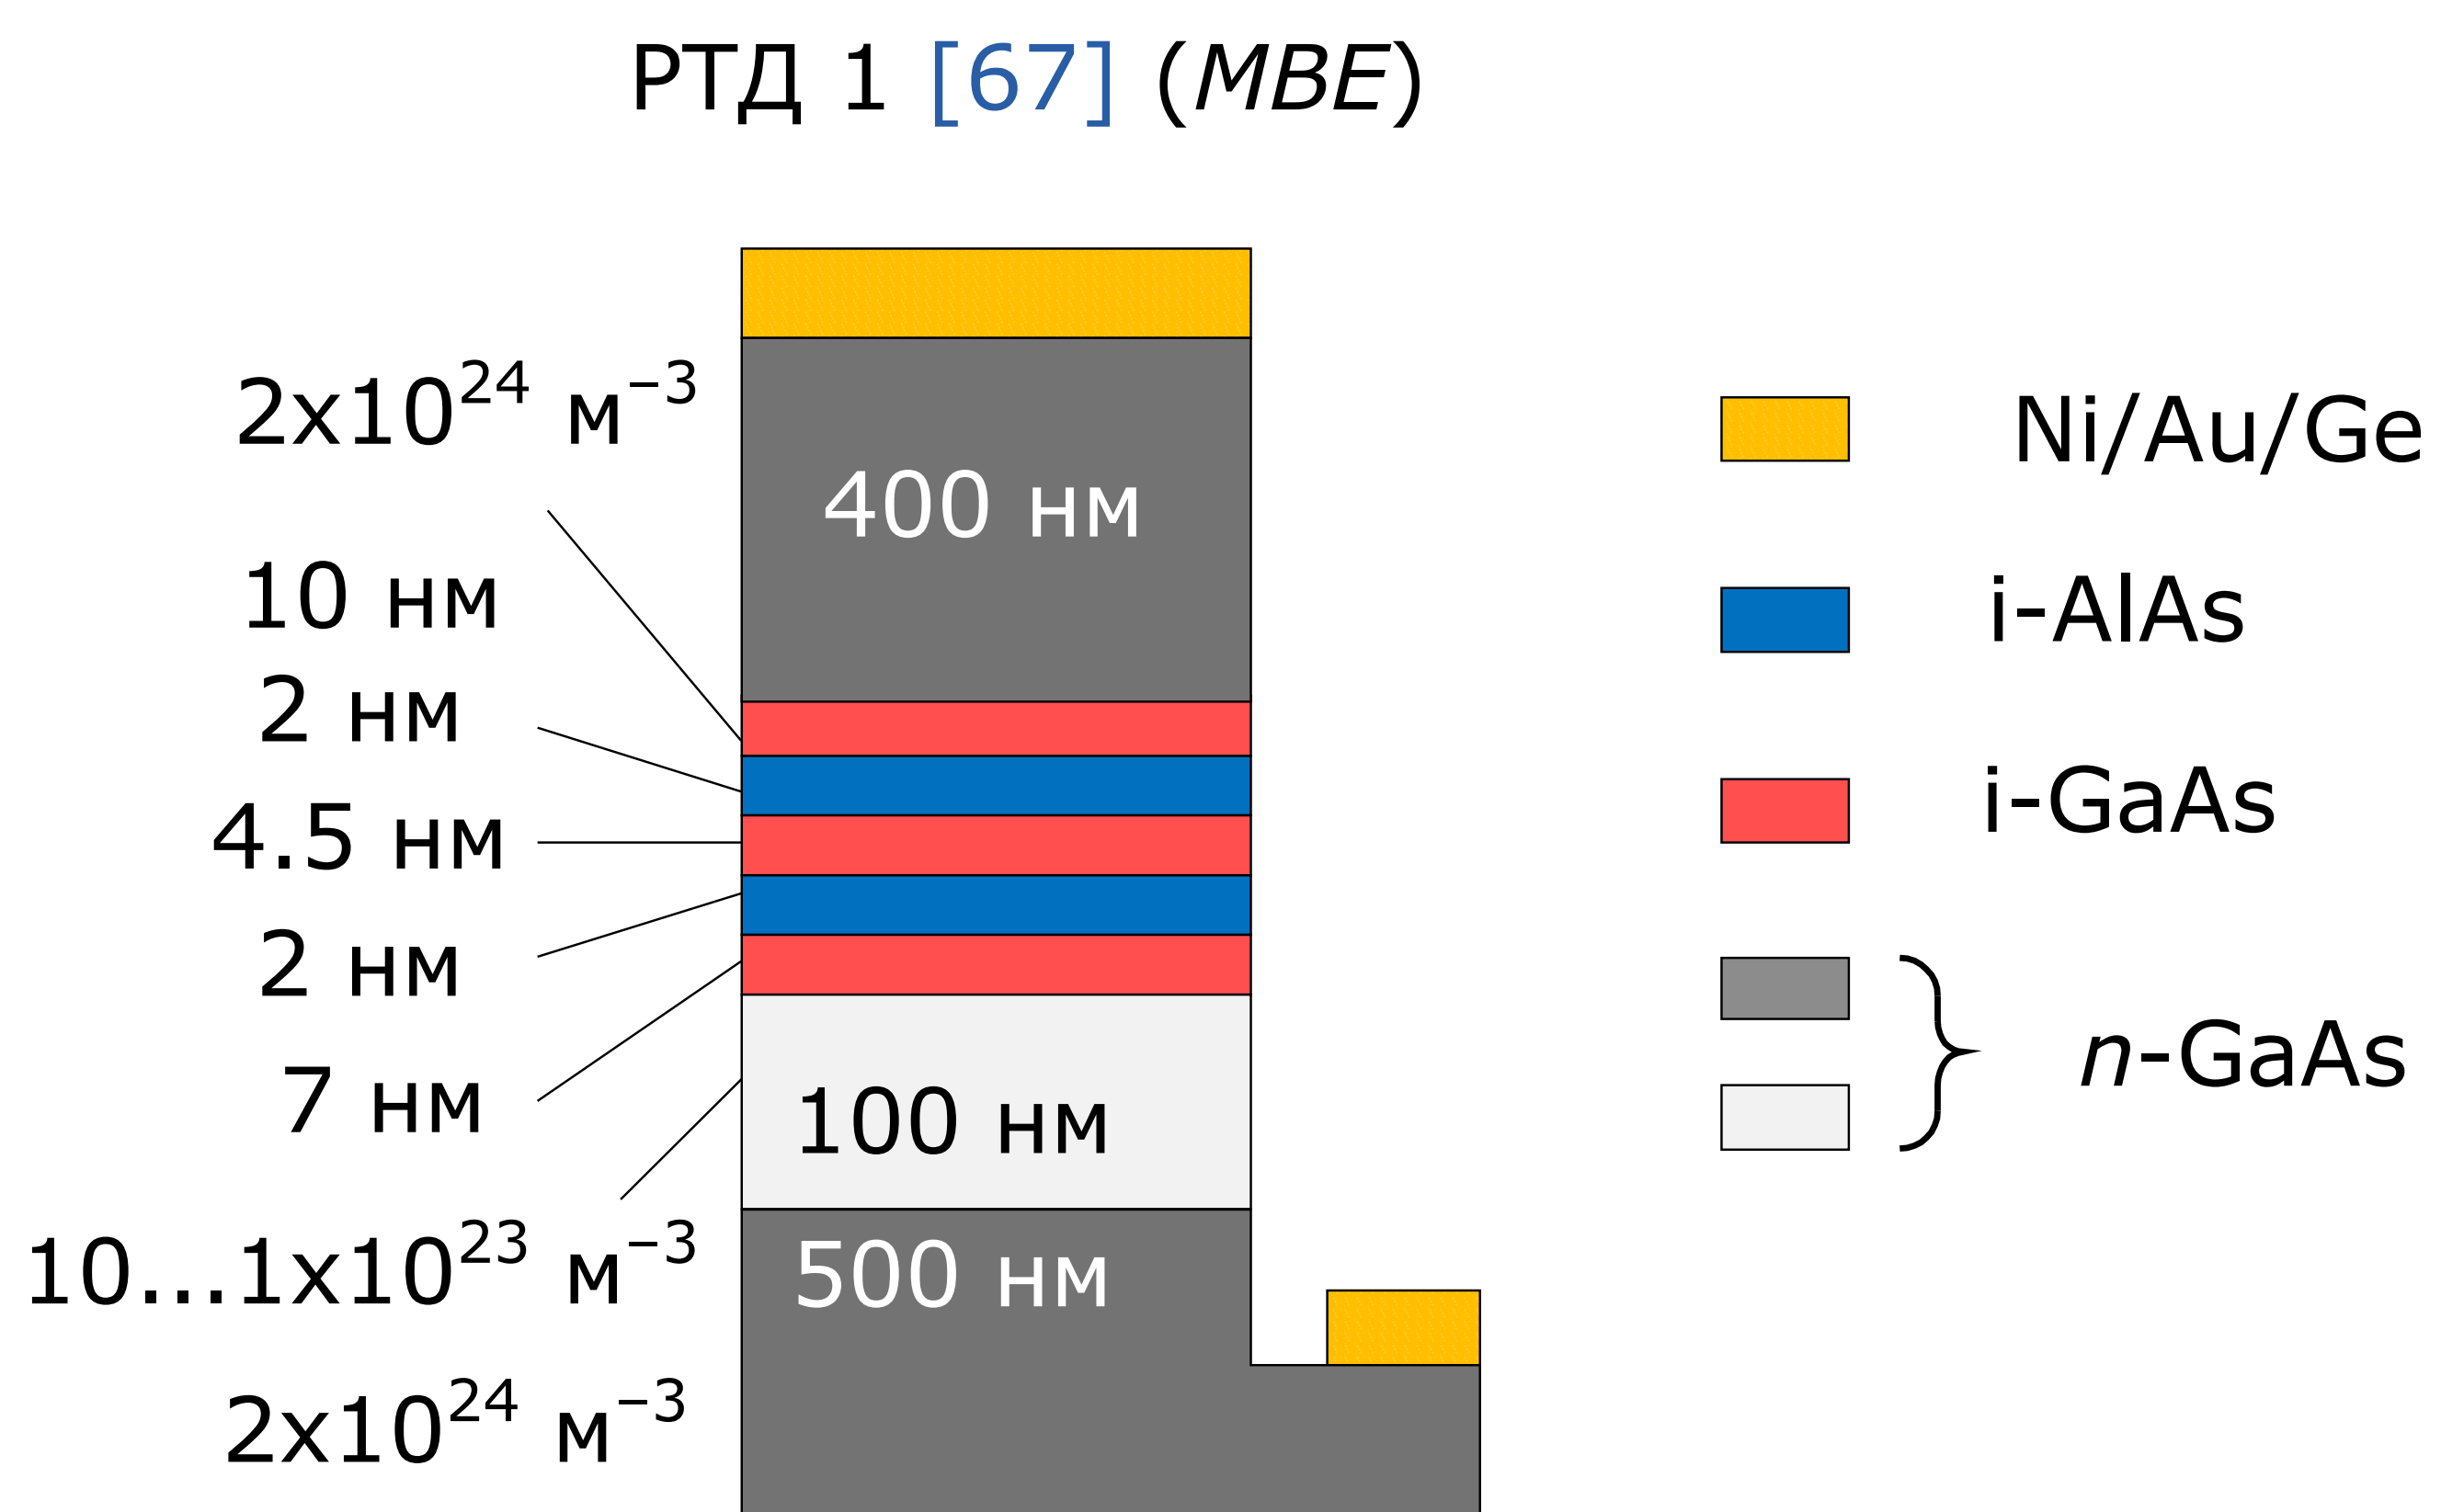 РТД 1 [67] (MBE)
2x10²⁴ м⁻³
400 нм
10 нм
2 нм
4.5 нм
2 нм
7 нм
100 нм
10...1x10²³ м⁻³
500 нм
2x10²⁴ м⁻³
Ni/Au/Ge
i-AlAs
i-GaAs
n-GaAs